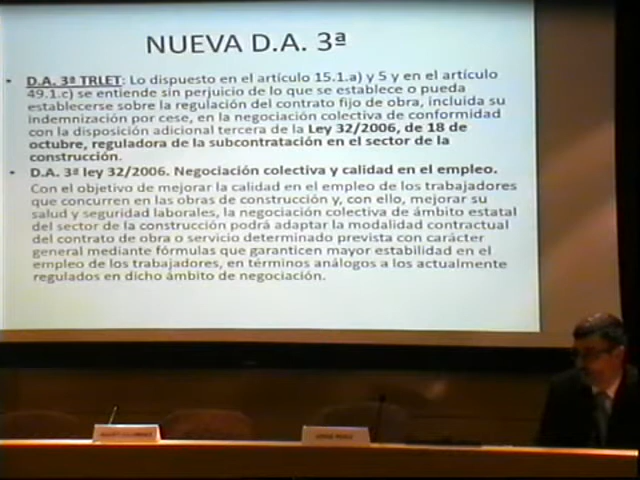 NUEVA D.A. 3ª
• D.A. 3ª TRLET: Lo dispuesto en el artículo 15.1.a) y 5 y en el artículo
49.1.c) se entiende sin perjuicio de lo que se establece o pueda
establecerse sobre la regulación del contrato fijo de obra, incluida su
indemnización por cese, en la negociación colectiva de conformidad
con la disposición adicional tercera de la Ley 32/2006, de 18 de
octubre, reguladora de la subcontratación en el sector de la
construcción.
• D.A. 3ª ley 32/2006. Negociación colectiva y calidad en el empleo.
Con el objetivo de mejorar la calidad en el empleo de los trabajadores
que concurren en las obras de construcción y, con ello, mejorar su
salud y seguridad laborales, la negociación colectiva de ámbito estatal
del sector de la construcción podrá adaptar la modalidad contractual
del contrato de obra o servicio determinado prevista con carácter
general mediante fórmulas que garanticen mayor estabilidad en el
empleo de los trabajadores, en términos análogos a los actualmente
regulados en dicho ámbito de negociación.